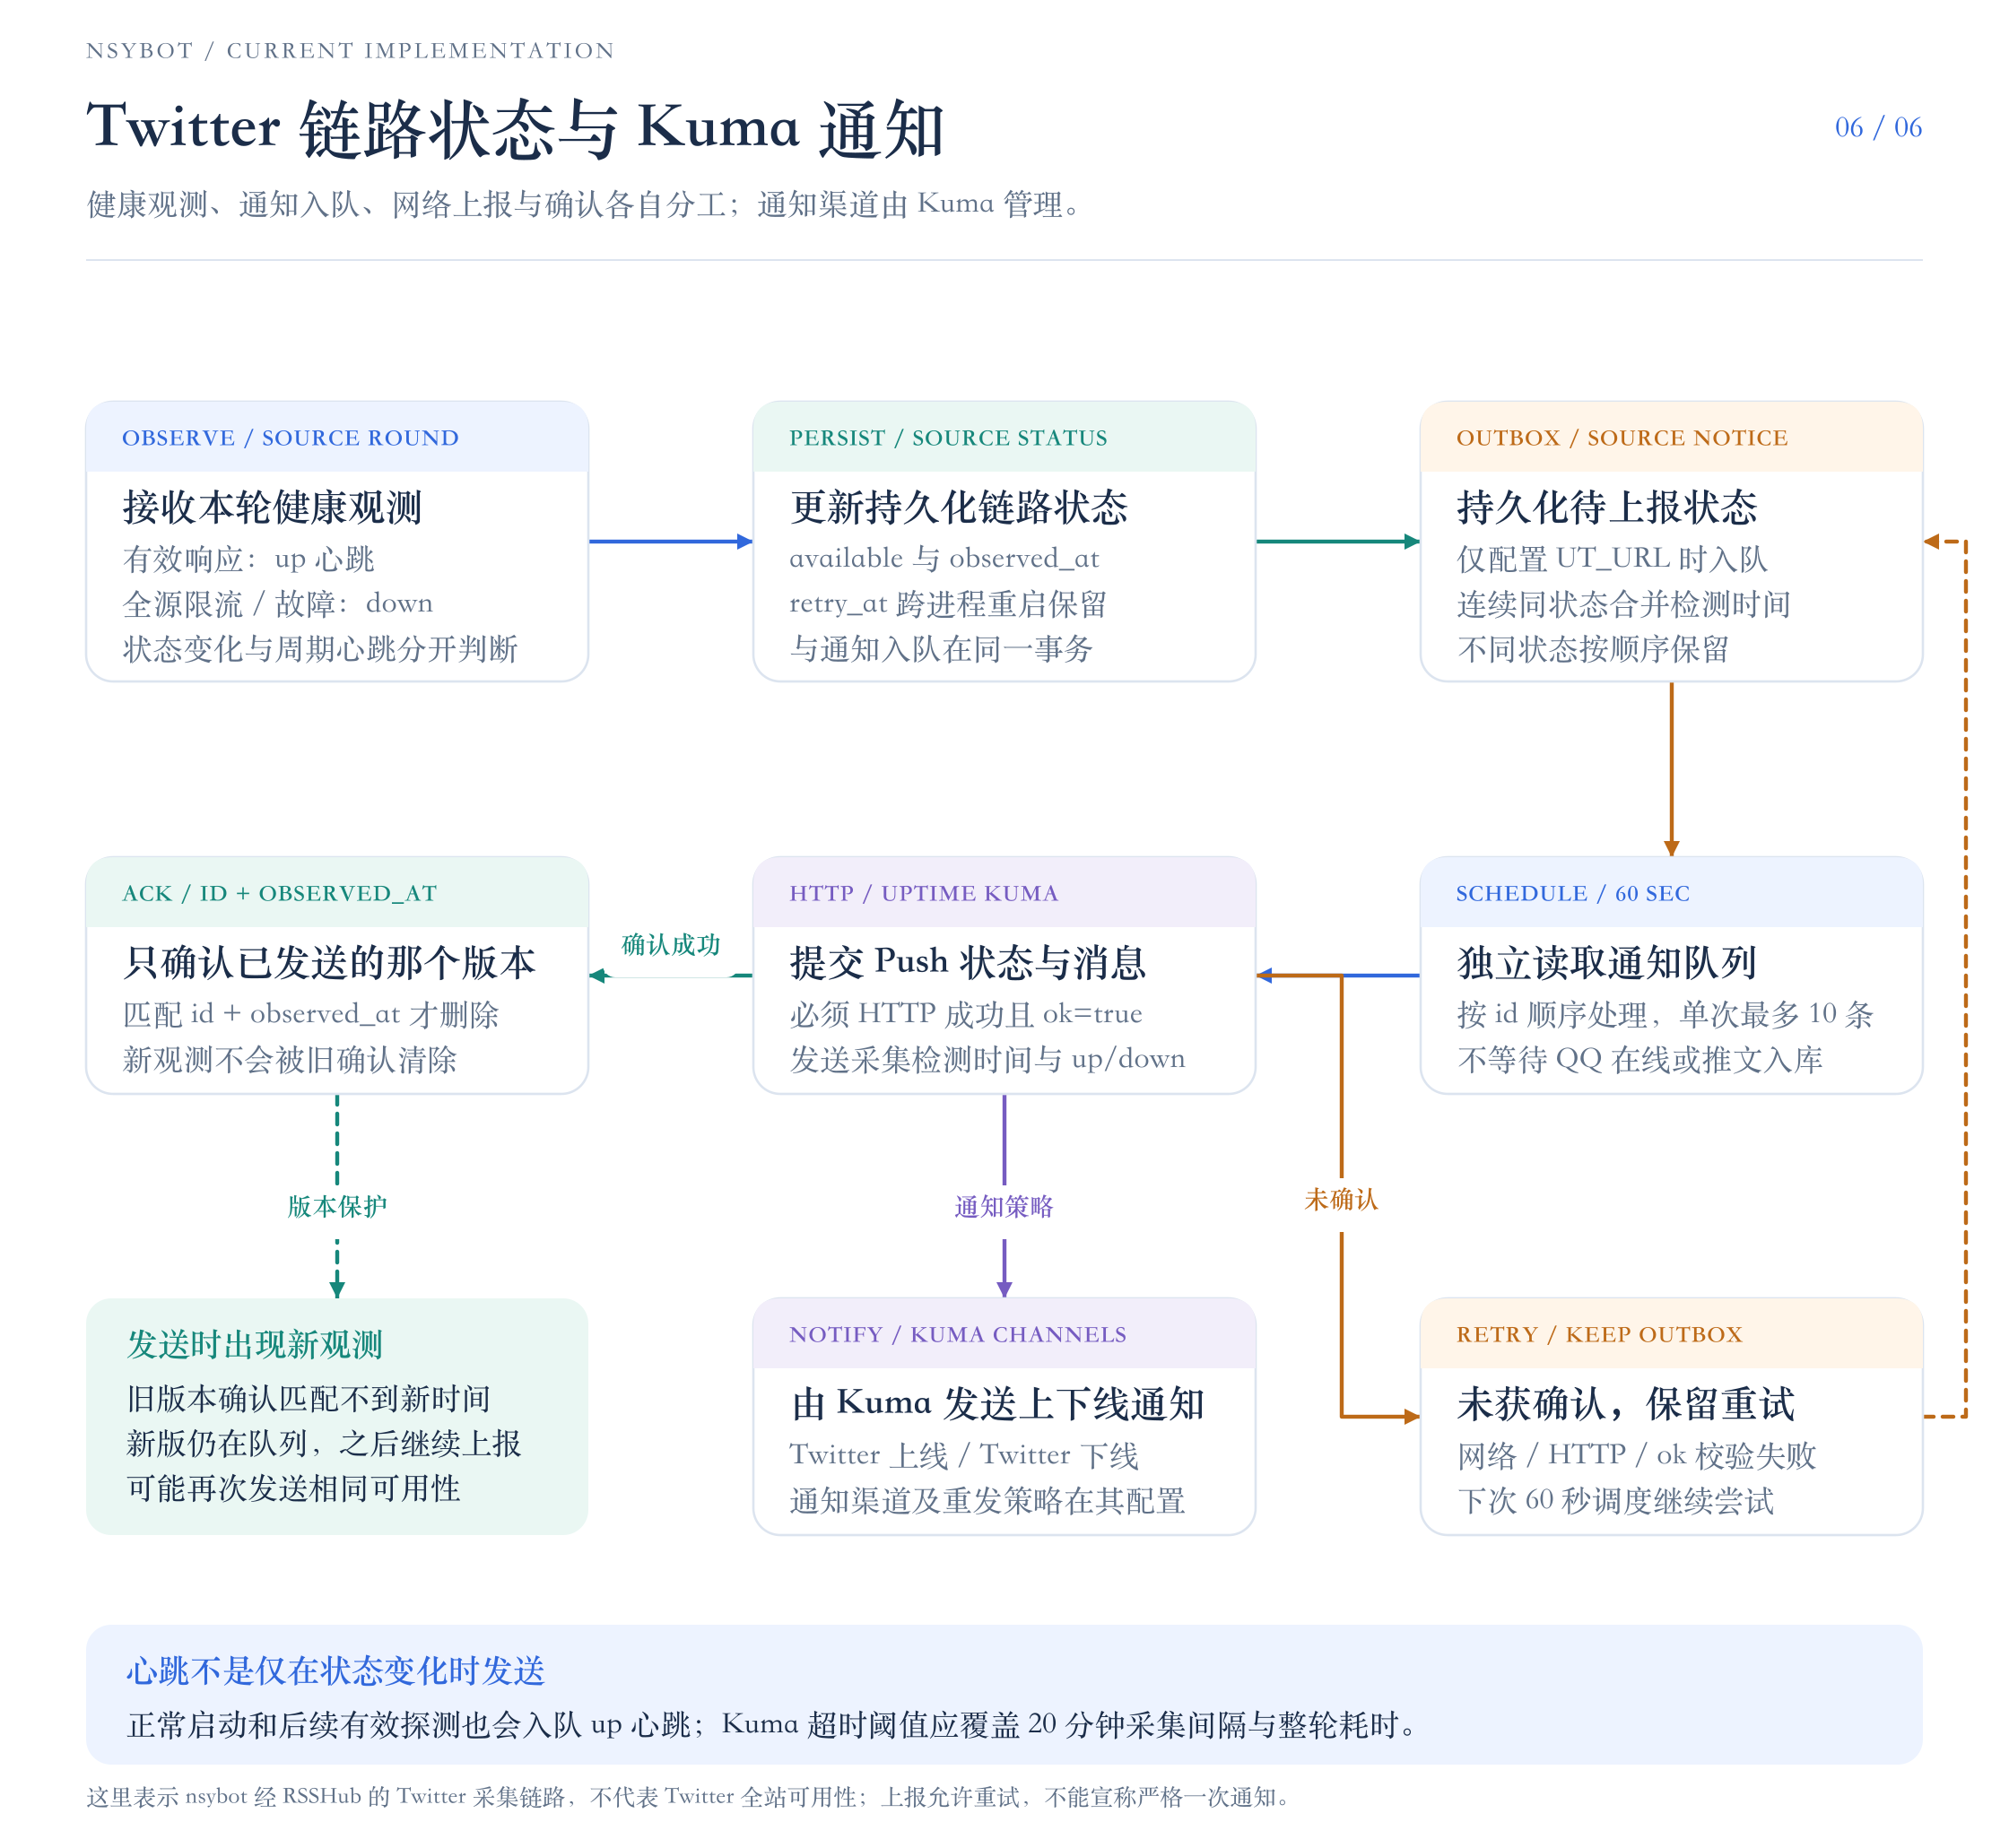 NSYBOT / CURRENT IMPLEMENTATION
Twitter 链路状态与 Kuma 通知
06 / 06
健康观测、通知入队、网络上报与确认各自分工；通知渠道由 Kuma 管理。
OBSERVE / SOURCE ROUND
接收本轮健康观测
有效响应：up 心跳
全源限流 / 故障：down
状态变化与周期心跳分开判断
PERSIST / SOURCE STATUS
更新持久化链路状态
available 与 observed_at
retry_at 跨进程重启保留
与通知入队在同一事务
OUTBOX / SOURCE NOTICE
持久化待上报状态
仅配置 UT_URL 时入队
连续同状态合并检测时间
不同状态按顺序保留
ACK / ID + OBSERVED_AT
只确认已发送的那个版本
匹配 id + observed_at 才删除
新观测不会被旧确认清除
确认成功
HTTP / UPTIME KUMA
提交 Push 状态与消息
必须 HTTP 成功且 ok=true
发送采集检测时间与 up/down
SCHEDULE / 60 SEC
独立读取通知队列
按 id 顺序处理，单次最多 10 条
不等待 QQ 在线或推文入库
版本保护
通知策略
未确认
发送时出现新观测
旧版本确认匹配不到新时间
新版仍在队列，之后继续上报
可能再次发送相同可用性
NOTIFY / KUMA CHANNELS
由 Kuma 发送上下线通知
Twitter 上线 / Twitter 下线
通知渠道及重发策略在其配置
RETRY / KEEP OUTBOX
未获确认，保留重试
网络 / HTTP / ok 校验失败
下次 60 秒调度继续尝试
心跳不是仅在状态变化时发送
正常启动和后续有效探测也会入队 up 心跳；Kuma 超时阈值应覆盖 20 分钟采集间隔与整轮耗时。
这里表示 nsybot 经 RSSHub 的 Twitter 采集链路，不代表 Twitter 全站可用性；上报允许重试，不能宣称严格一次通知。